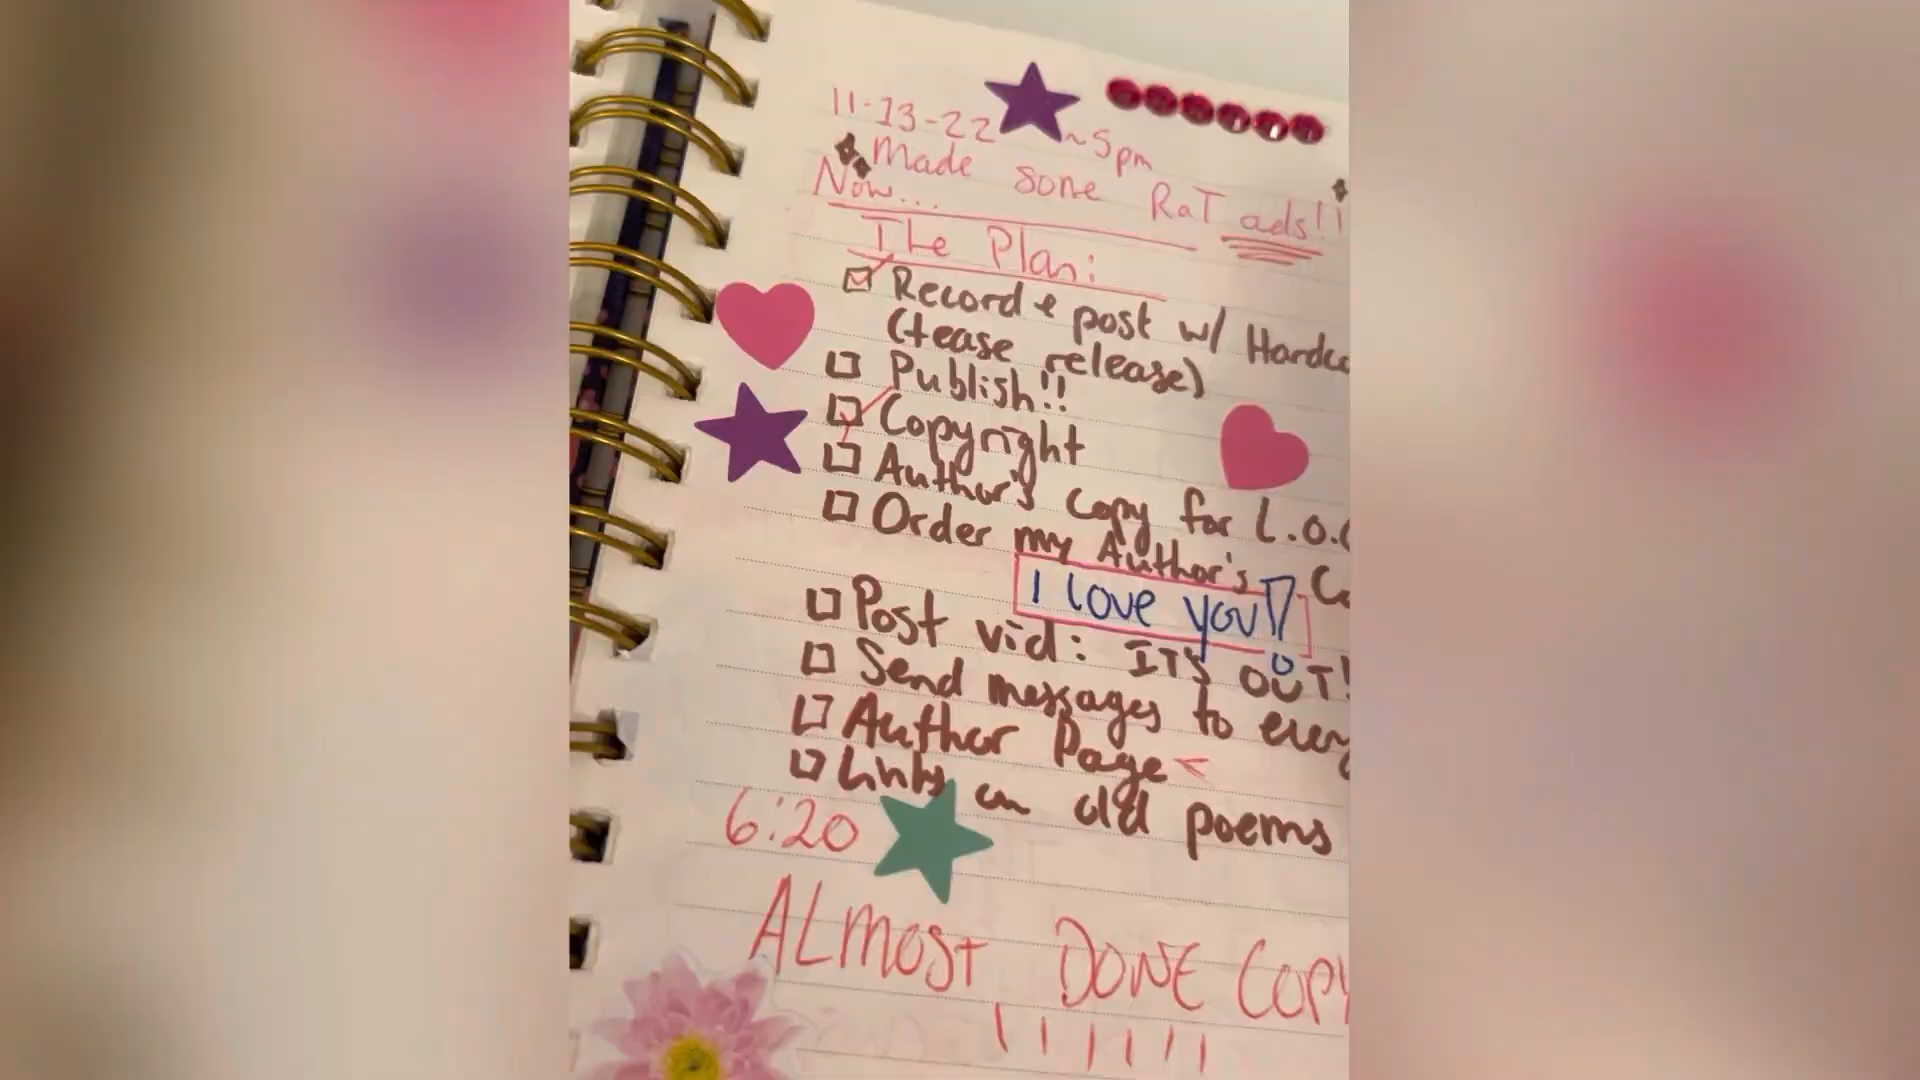 11-13-22 ~5pm
Made some RaT ads!!
Now...
The Plan:
Record & post w/
(tease release)
Publish!!
Copyright
Author's Copy for L.O.
Order my Author's
I love you!
Post vid: IT'S OUT!
Send messages to
Author Page <
Links on old poems
6:20
ALMOST DONE COPY
!!!!!!